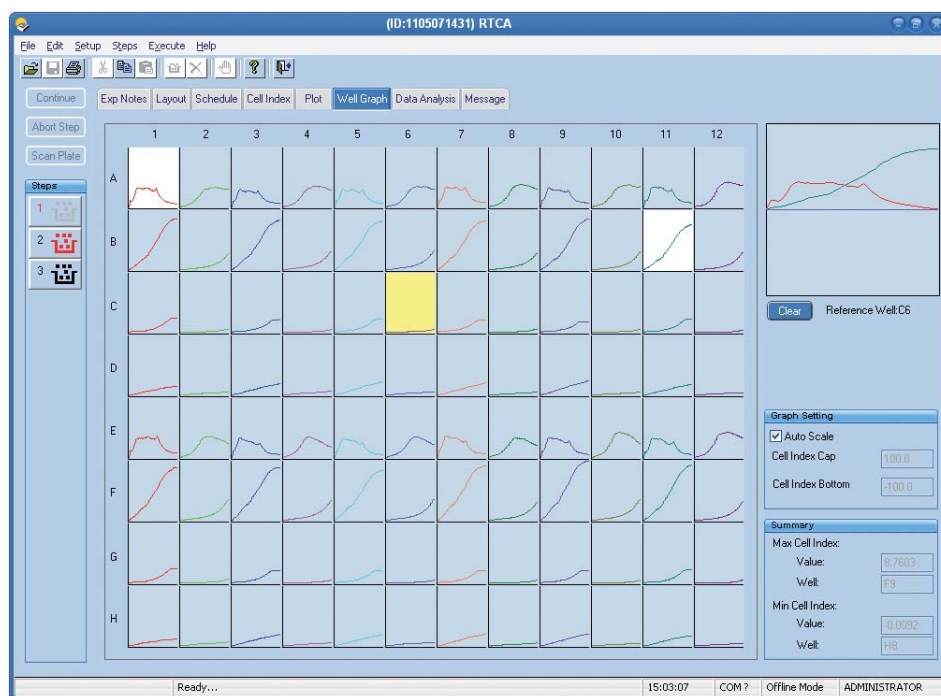 (ID:1105071431) RTCA
File Edit Setup Steps Execute Help
Continue
Abort Step
Scan Plate
Exp Notes Layout Schedule Cell Index Plot Well Graph Data Analysis Message
Steps
1
2
3
1 2 3 4 5 6 7 8 9 10 11 12
A
B
C
D
E
F
G
H
Clear Reference Well:C6
Graph Setting
Auto Scale
Cell Index Cap 100.0
Cell Index Bottom -100.0
Summary
Max Cell Index:
Value: 8.7603
Well: F9
Min Cell Index:
Value: -0.0092
Well: H8
Ready... 15:03:07 COM ? Offline Mode ADMINISTRATOR